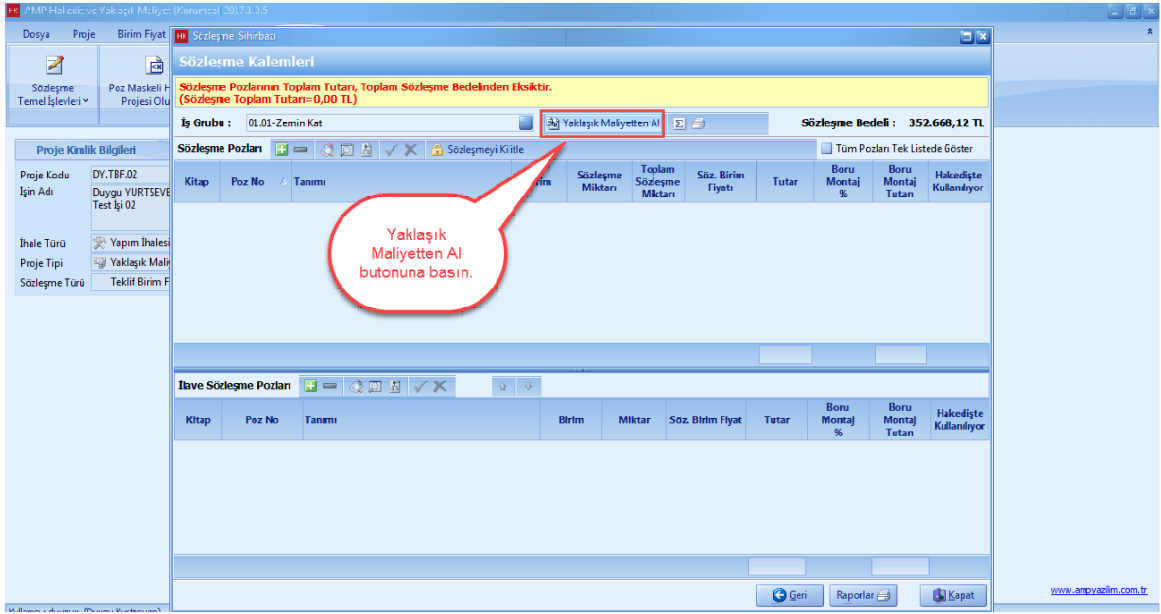 AMP Hakediş ve Yaklaşık Maliyet (Kurumsal 2017.1.0.5
Dosya Proje Birim Fiyat
Sözleşme
Temel İşlevleri
Poz Maskeli H
Projesi Olu
Proje Kimlik Bilgileri
Proje Kodu DY.TBF.02
İşin Adı Duygu YURTSEVE
Test İşi 02
İhale Türü Yapım İhalesi
Proje Tipi Yaklaşık Maliy
Sözleşme Türü Teklif Birim F
Sözleşme Sihirbazı
Sözleşme Kalemleri
Sözleşme Pozlarının Toplam Tutarı, Toplam Sözleşme Bedelinden Eksiktir.
(Sözleşme Toplam Tutarı=0,00 TL)
İş Grubu : 01.01-Zemin Kat Yaklaşık Maliyetten Al Sözleşme Bedeli : 352.668,12 TL
Sözleşme Pozları Sözleşmeyi Kilitle Tüm Pozları Tek Listede Göster
Kitap Poz No Tanımı Sözleşme Miktarı Toplam Sözleşme Miktarı Söz. Birim Fiyatı Tutar Boru Montaj % Boru Montaj Tutarı Hakedişte Kullanılıyor
Yaklaşık
Maliyetten Al
butonuna basın.
İlave Sözleşme Pozları
Kitap Poz No Tanımı Birim Miktar Söz. Birim Fiyat Tutar Boru Montaj % Boru Montaj Tutarı Hakedişte Kullanılıyor
Geri Raporlar Kapat
www.ampyazilim.com.tr